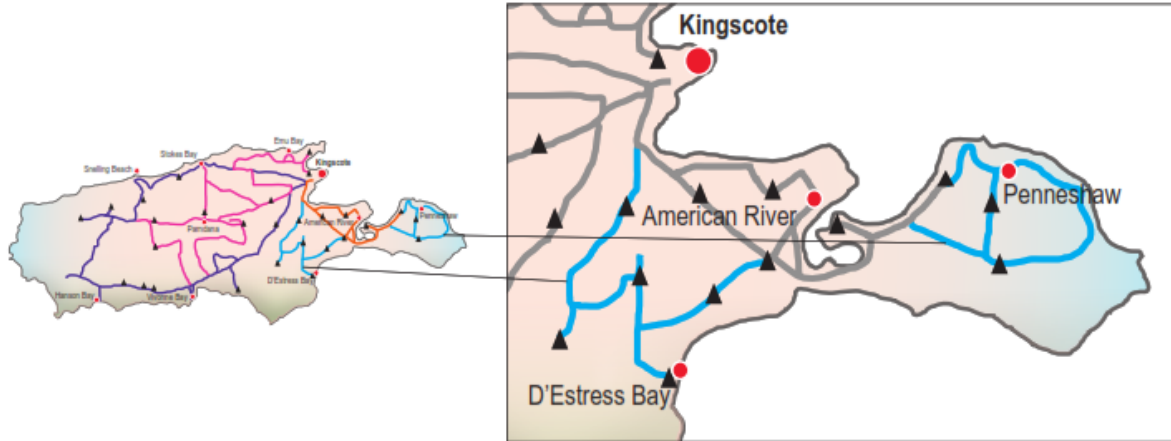 Emu Bay
Stokes Bay
Kingscote
Snelling Beach
American River
Penneshaw
Parndana
D'Estress Bay
Hanson Bay
Vivonne Bay
Kingscote
American River
Penneshaw
D'Estress Bay